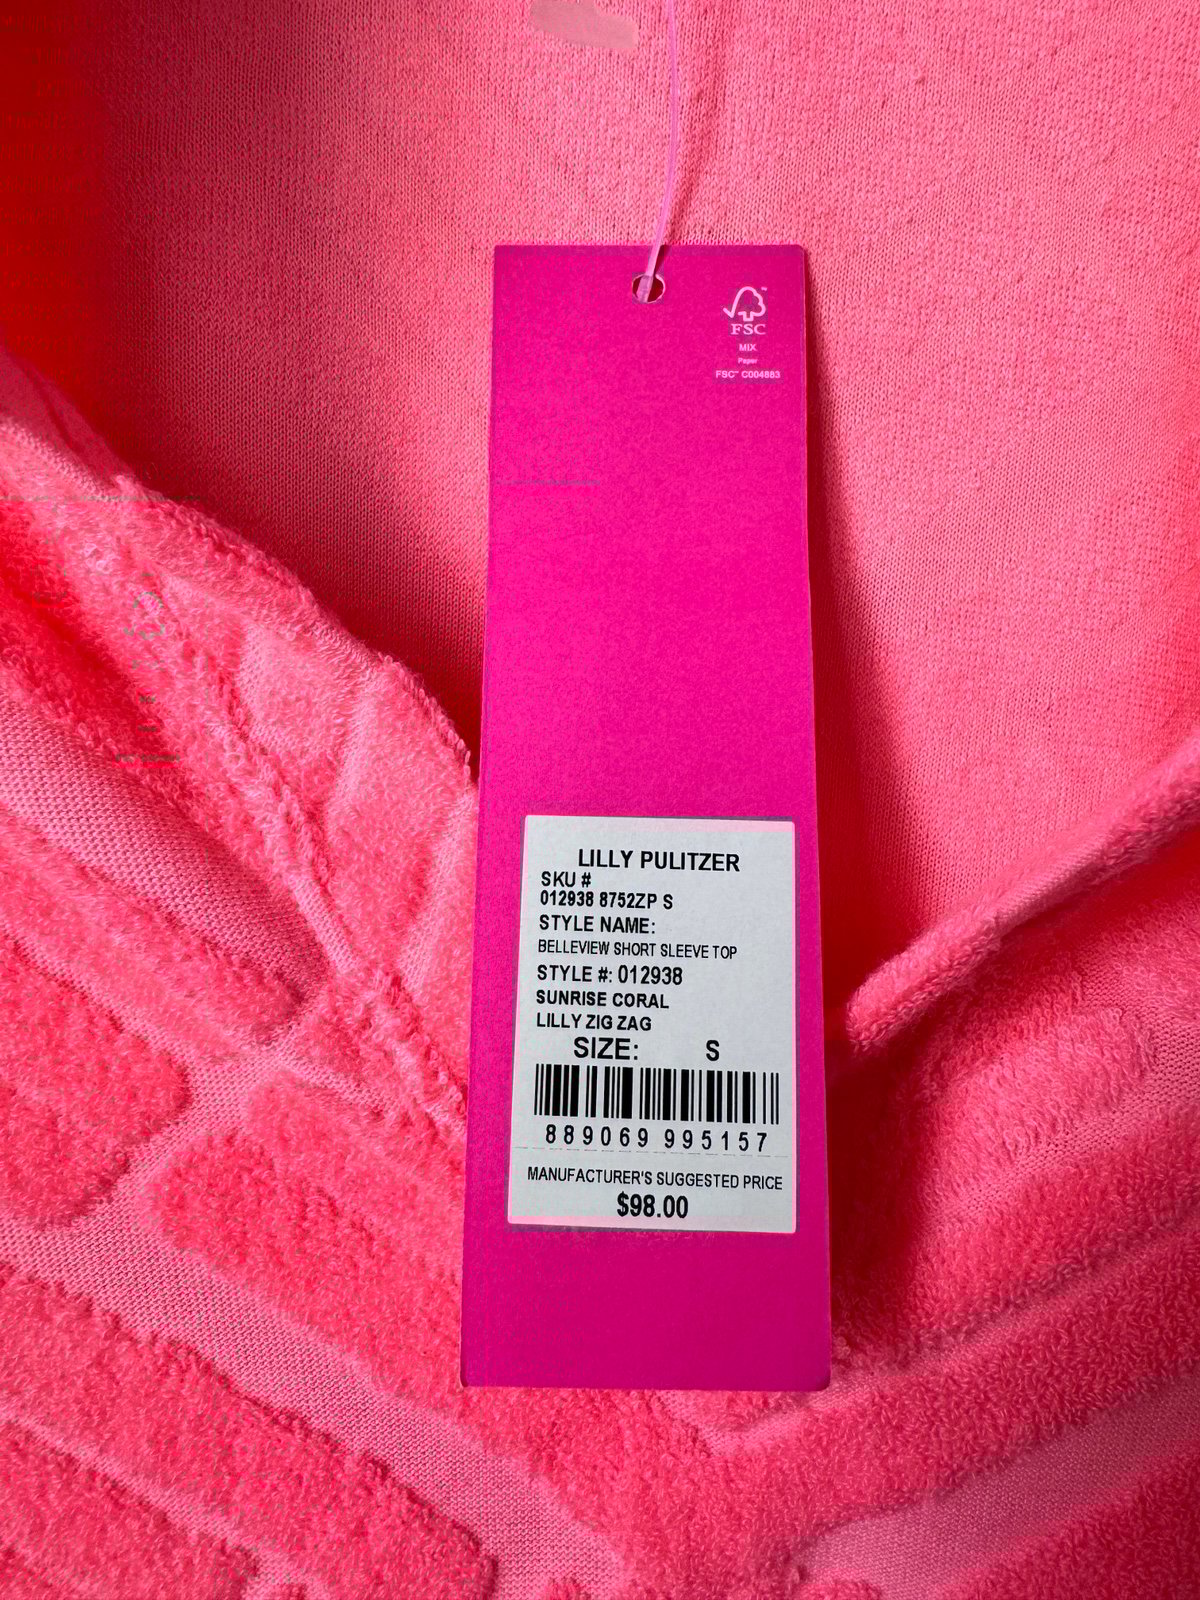 FSC
MIX
Paper
FSC™ C004883
LILLY PULITZER
SKU #
012938 8752ZP S
STYLE NAME:
BELLEVIEW SHORT SLEEVE TOP
STYLE #: 012938
SUNRISE CORAL
LILLY ZIG ZAG
SIZE: S
889069 995157
MANUFACTURER'S SUGGESTED PRICE
$98.00